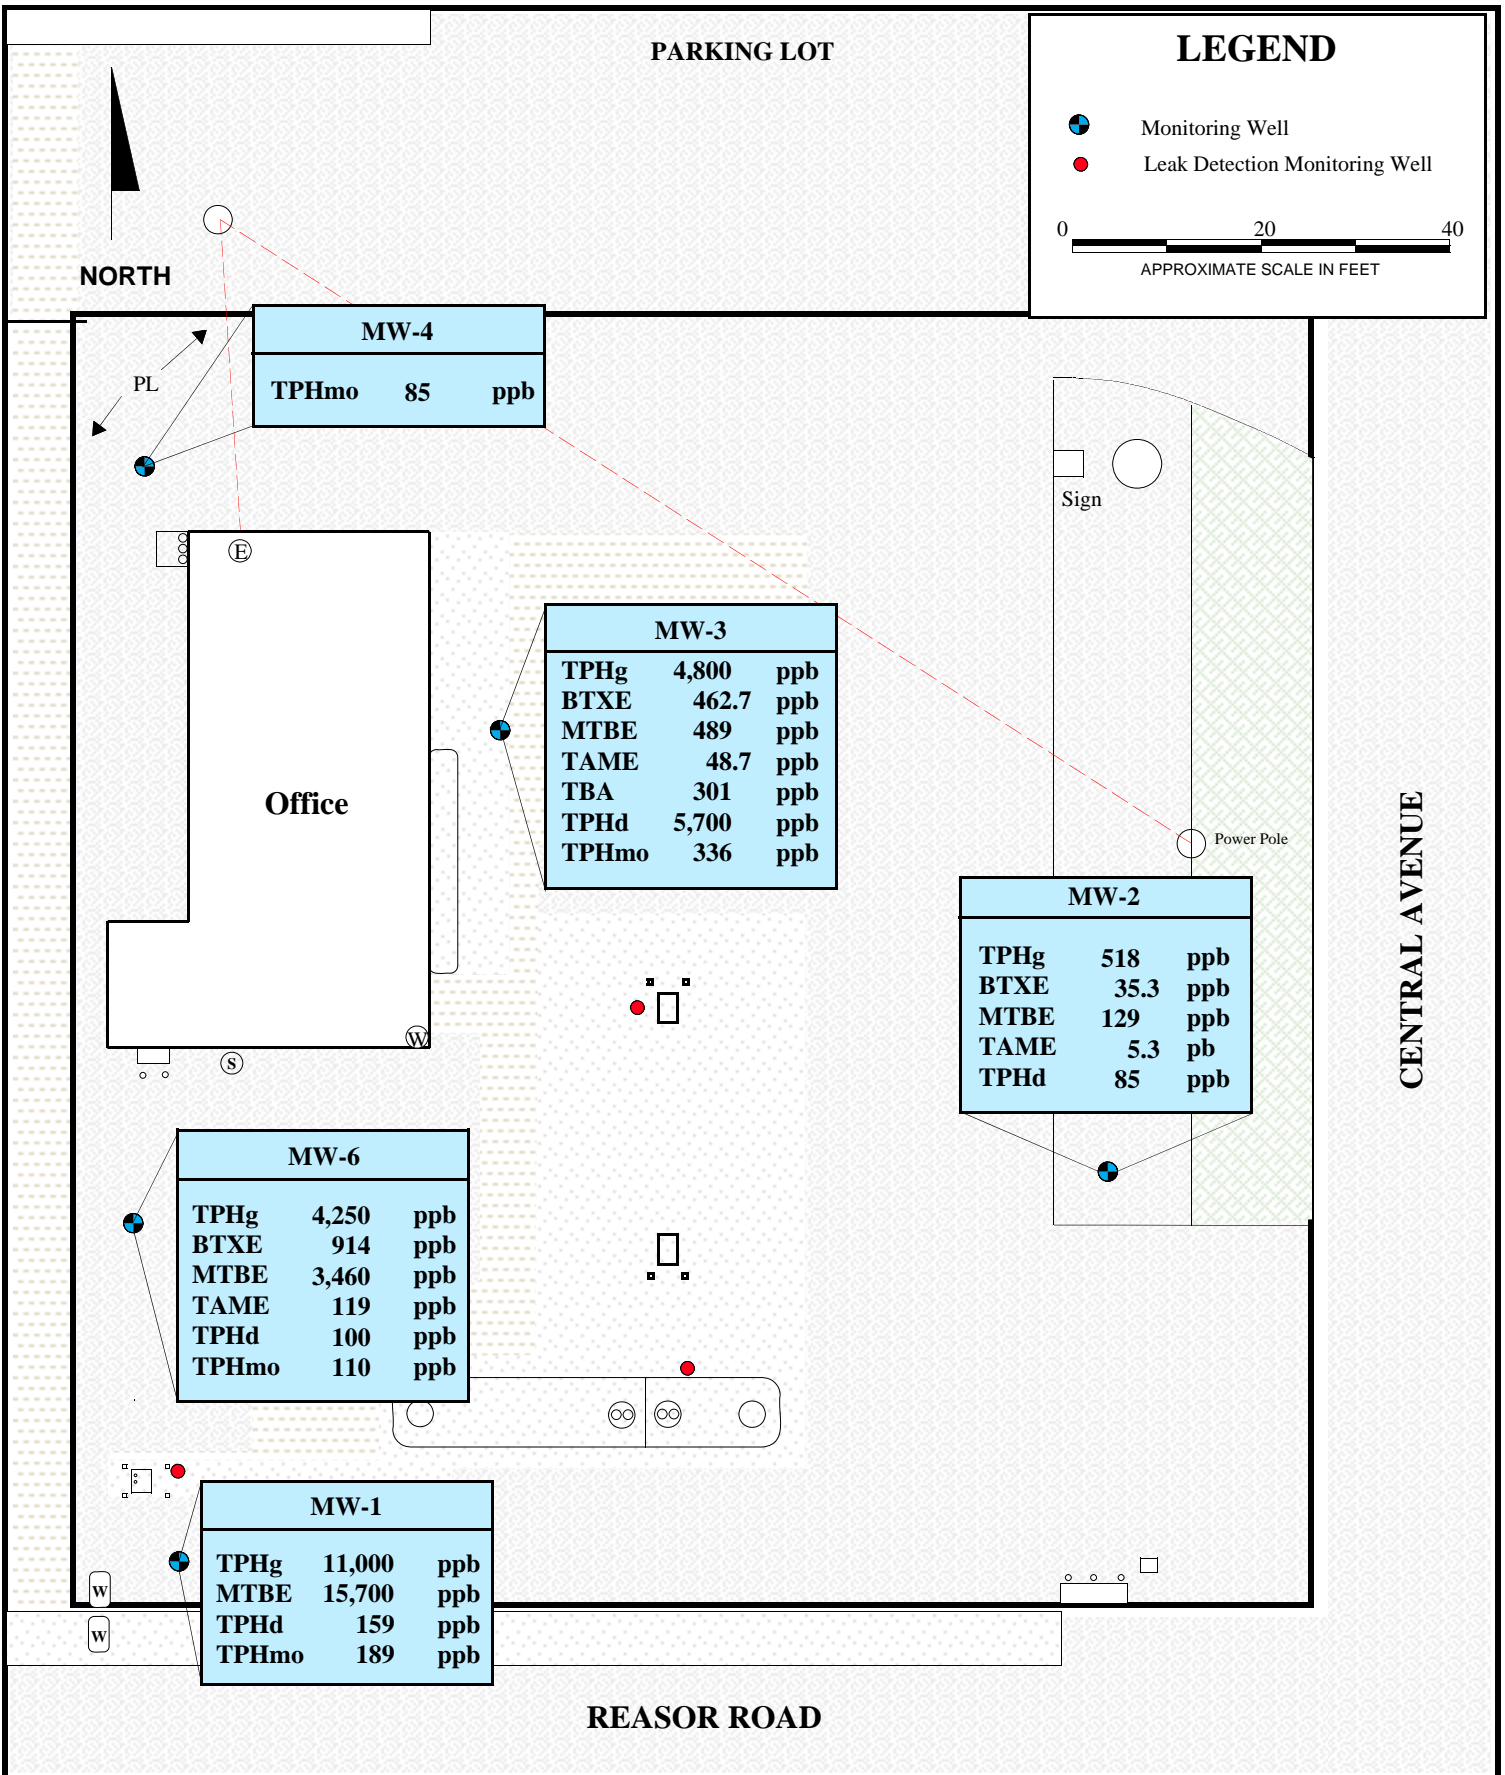 PARKING LOT
LEGEND
Monitoring Well
Leak Detection Monitoring Well
0 20 40
APPROXIMATE SCALE IN FEET
NORTH
PL
MW-4
TPHmo 85 ppb
Sign
E
MW-3
TPHg 4,800 ppb
BTXE 462.7 ppb
MTBE 489 ppb
TAME 48.7 ppb
TBA 301 ppb
TPHd 5,700 ppb
TPHmo 336 ppb
Office
Power Pole
CENTRAL AVENUE
MW-2
TPHg 518 ppb
BTXE 35.3 ppb
MTBE 129 ppb
TAME 5.3 pb
TPHd 85 ppb
W
S
MW-6
TPHg 4,250 ppb
BTXE 914 ppb
MTBE 3,460 ppb
TAME 119 ppb
TPHd 100 ppb
TPHmo 110 ppb
MW-1
TPHg 11,000 ppb
MTBE 15,700 ppb
TPHd 159 ppb
TPHmo 189 ppb
W
W
REASOR ROAD